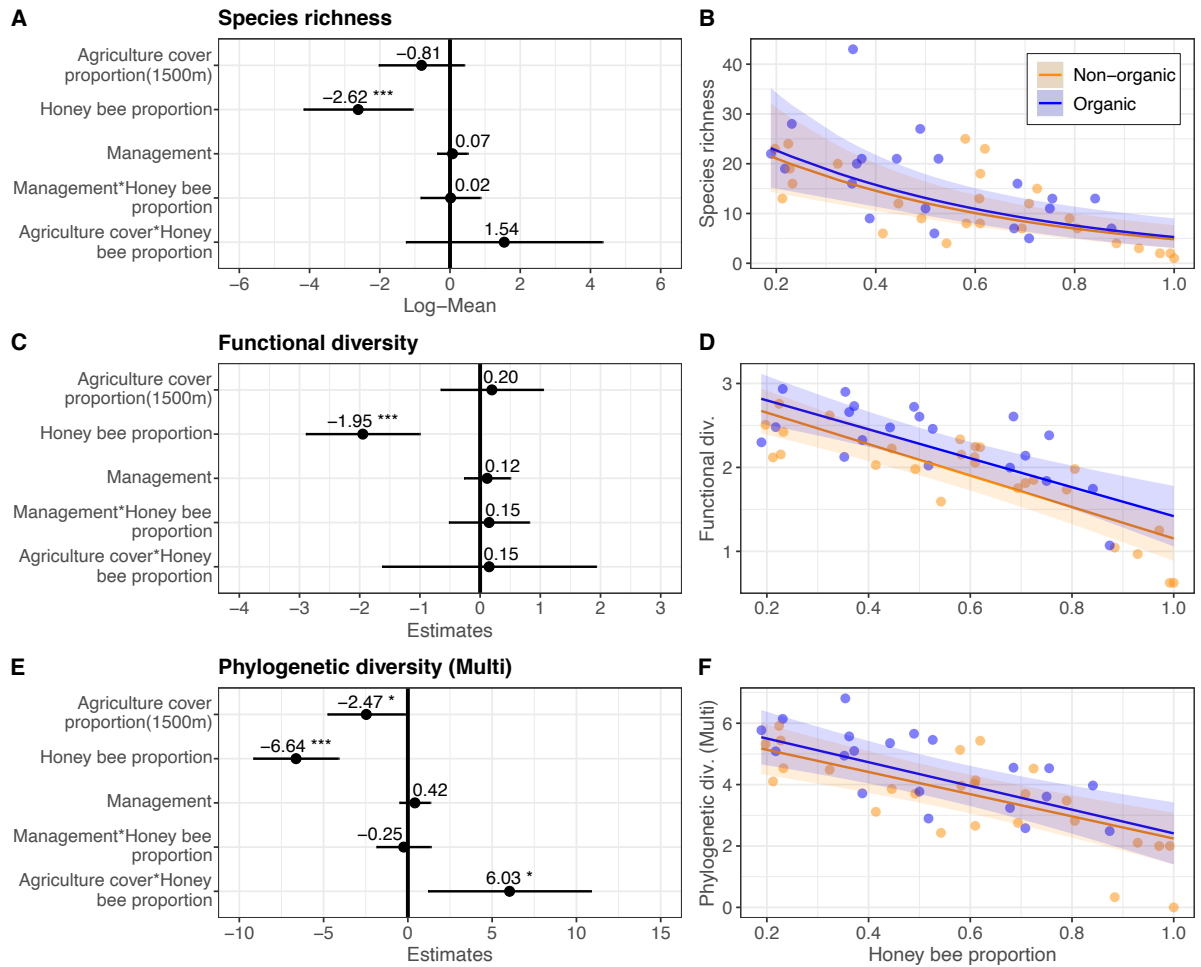 A Species richness
Agriculture cover
proportion(1500m)
Honey bee proportion
Management
Management*Honey bee
proportion
Agriculture cover*Honey
bee proportion
−0.81
−2.62 ***
0.07
0.02
1.54
−6 −4 −2 0 2 4 6
Log−Mean
B
Species richness
40
30
20
10
0
Non-organic
Organic
0.2 0.4 0.6 0.8 1.0
C Functional diversity
Agriculture cover
proportion(1500m)
Honey bee proportion
Management
Management*Honey bee
proportion
Agriculture cover*Honey
bee proportion
0.20
−1.95 ***
0.12
0.15
0.15
−4 −3 −2 −1 0 1 2 3
Estimates
D
Functional div.
3
2
1
0.2 0.4 0.6 0.8 1.0
E Phylogenetic diversity (Multi)
Agriculture cover
proportion(1500m)
Honey bee proportion
Management
Management*Honey bee
proportion
Agriculture cover*Honey
bee proportion
−2.47 *
−6.64 ***
0.42
−0.25
6.03 *
−10 −5 0 5 10 15
Estimates
F
Phylogenetic div. (Multi)
6
4
2
0
0.2 0.4 0.6 0.8 1.0
Honey bee proportion